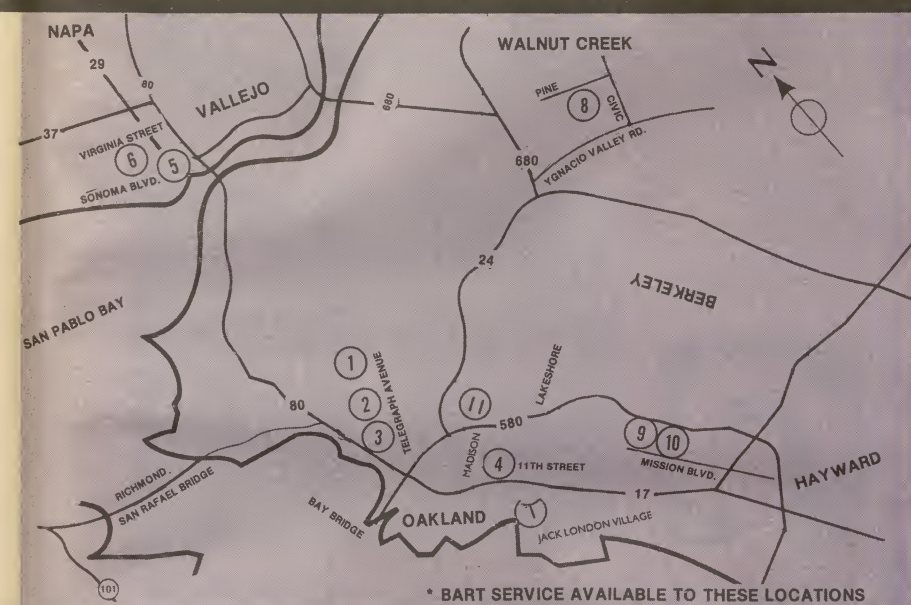 NAPA
29
80
VALLEJO
37
VIRGINIA STREET
6
5
SONOMA BLVD.
680
WALNUT CREEK
PINE
8
CIVIC
YGNACIO VALLEY RD.
680
N
24
BERKELEY
SAN PABLO BAY
1
2
3
TELEGRAPH AVENUE
80
11
LAKESHORE
580
MADISON
4
11TH STREET
9
10
MISSION BLVD.
HAYWARD
17
RICHMOND.
SAN RAFAEL BRIDGE
BAY BRIDGE
OAKLAND
7
JACK LONDON VILLAGE
101
* BART SERVICE AVAILABLE TO THESE LOCATIONS